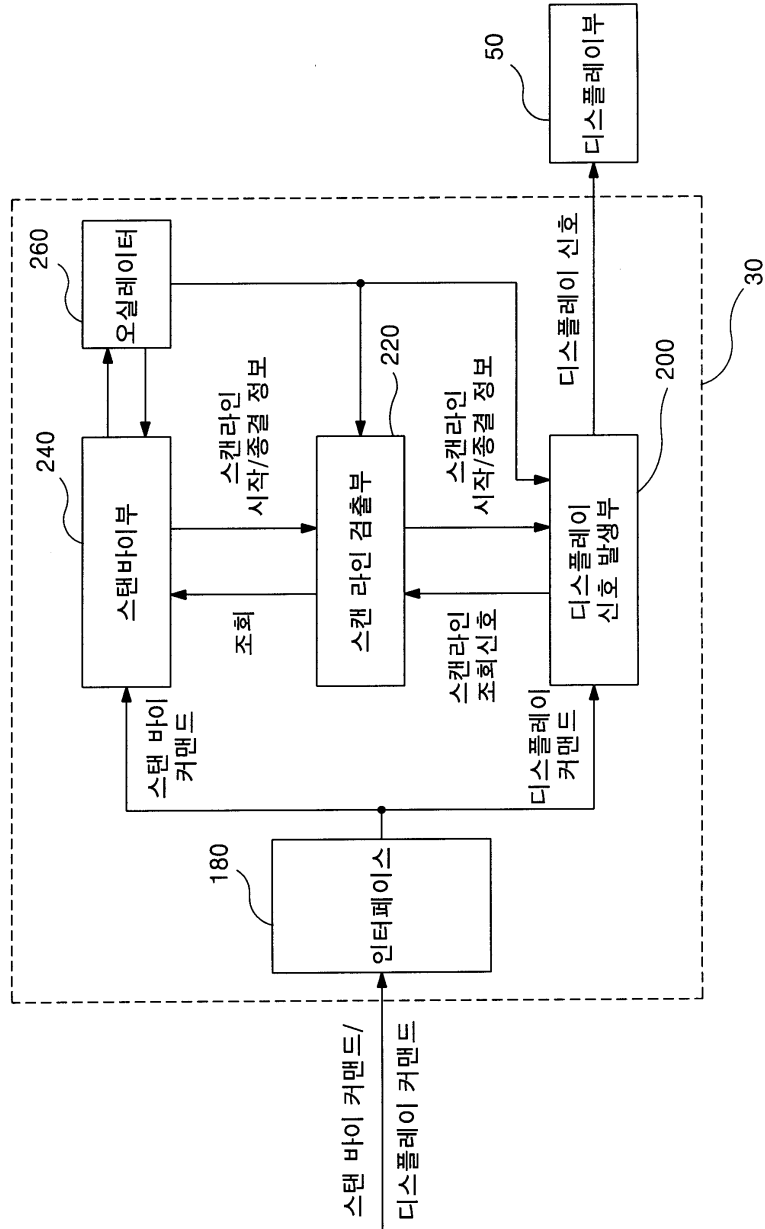 스탠 바이 커맨드/
디스플레이 커맨드
180
인터페이스
스탠 바이
커맨드
디스플레이
커맨드
240
스탠바이부
260
오실레이터
조회
스캔라인
시작/종결 정보
220
스캔 라인 검출부
스캔라인
조회신호
스캔라인
시작/종결 정보
디스플레이
신호 발생부
200
디스플레이 신호
30
50
디스플레이부